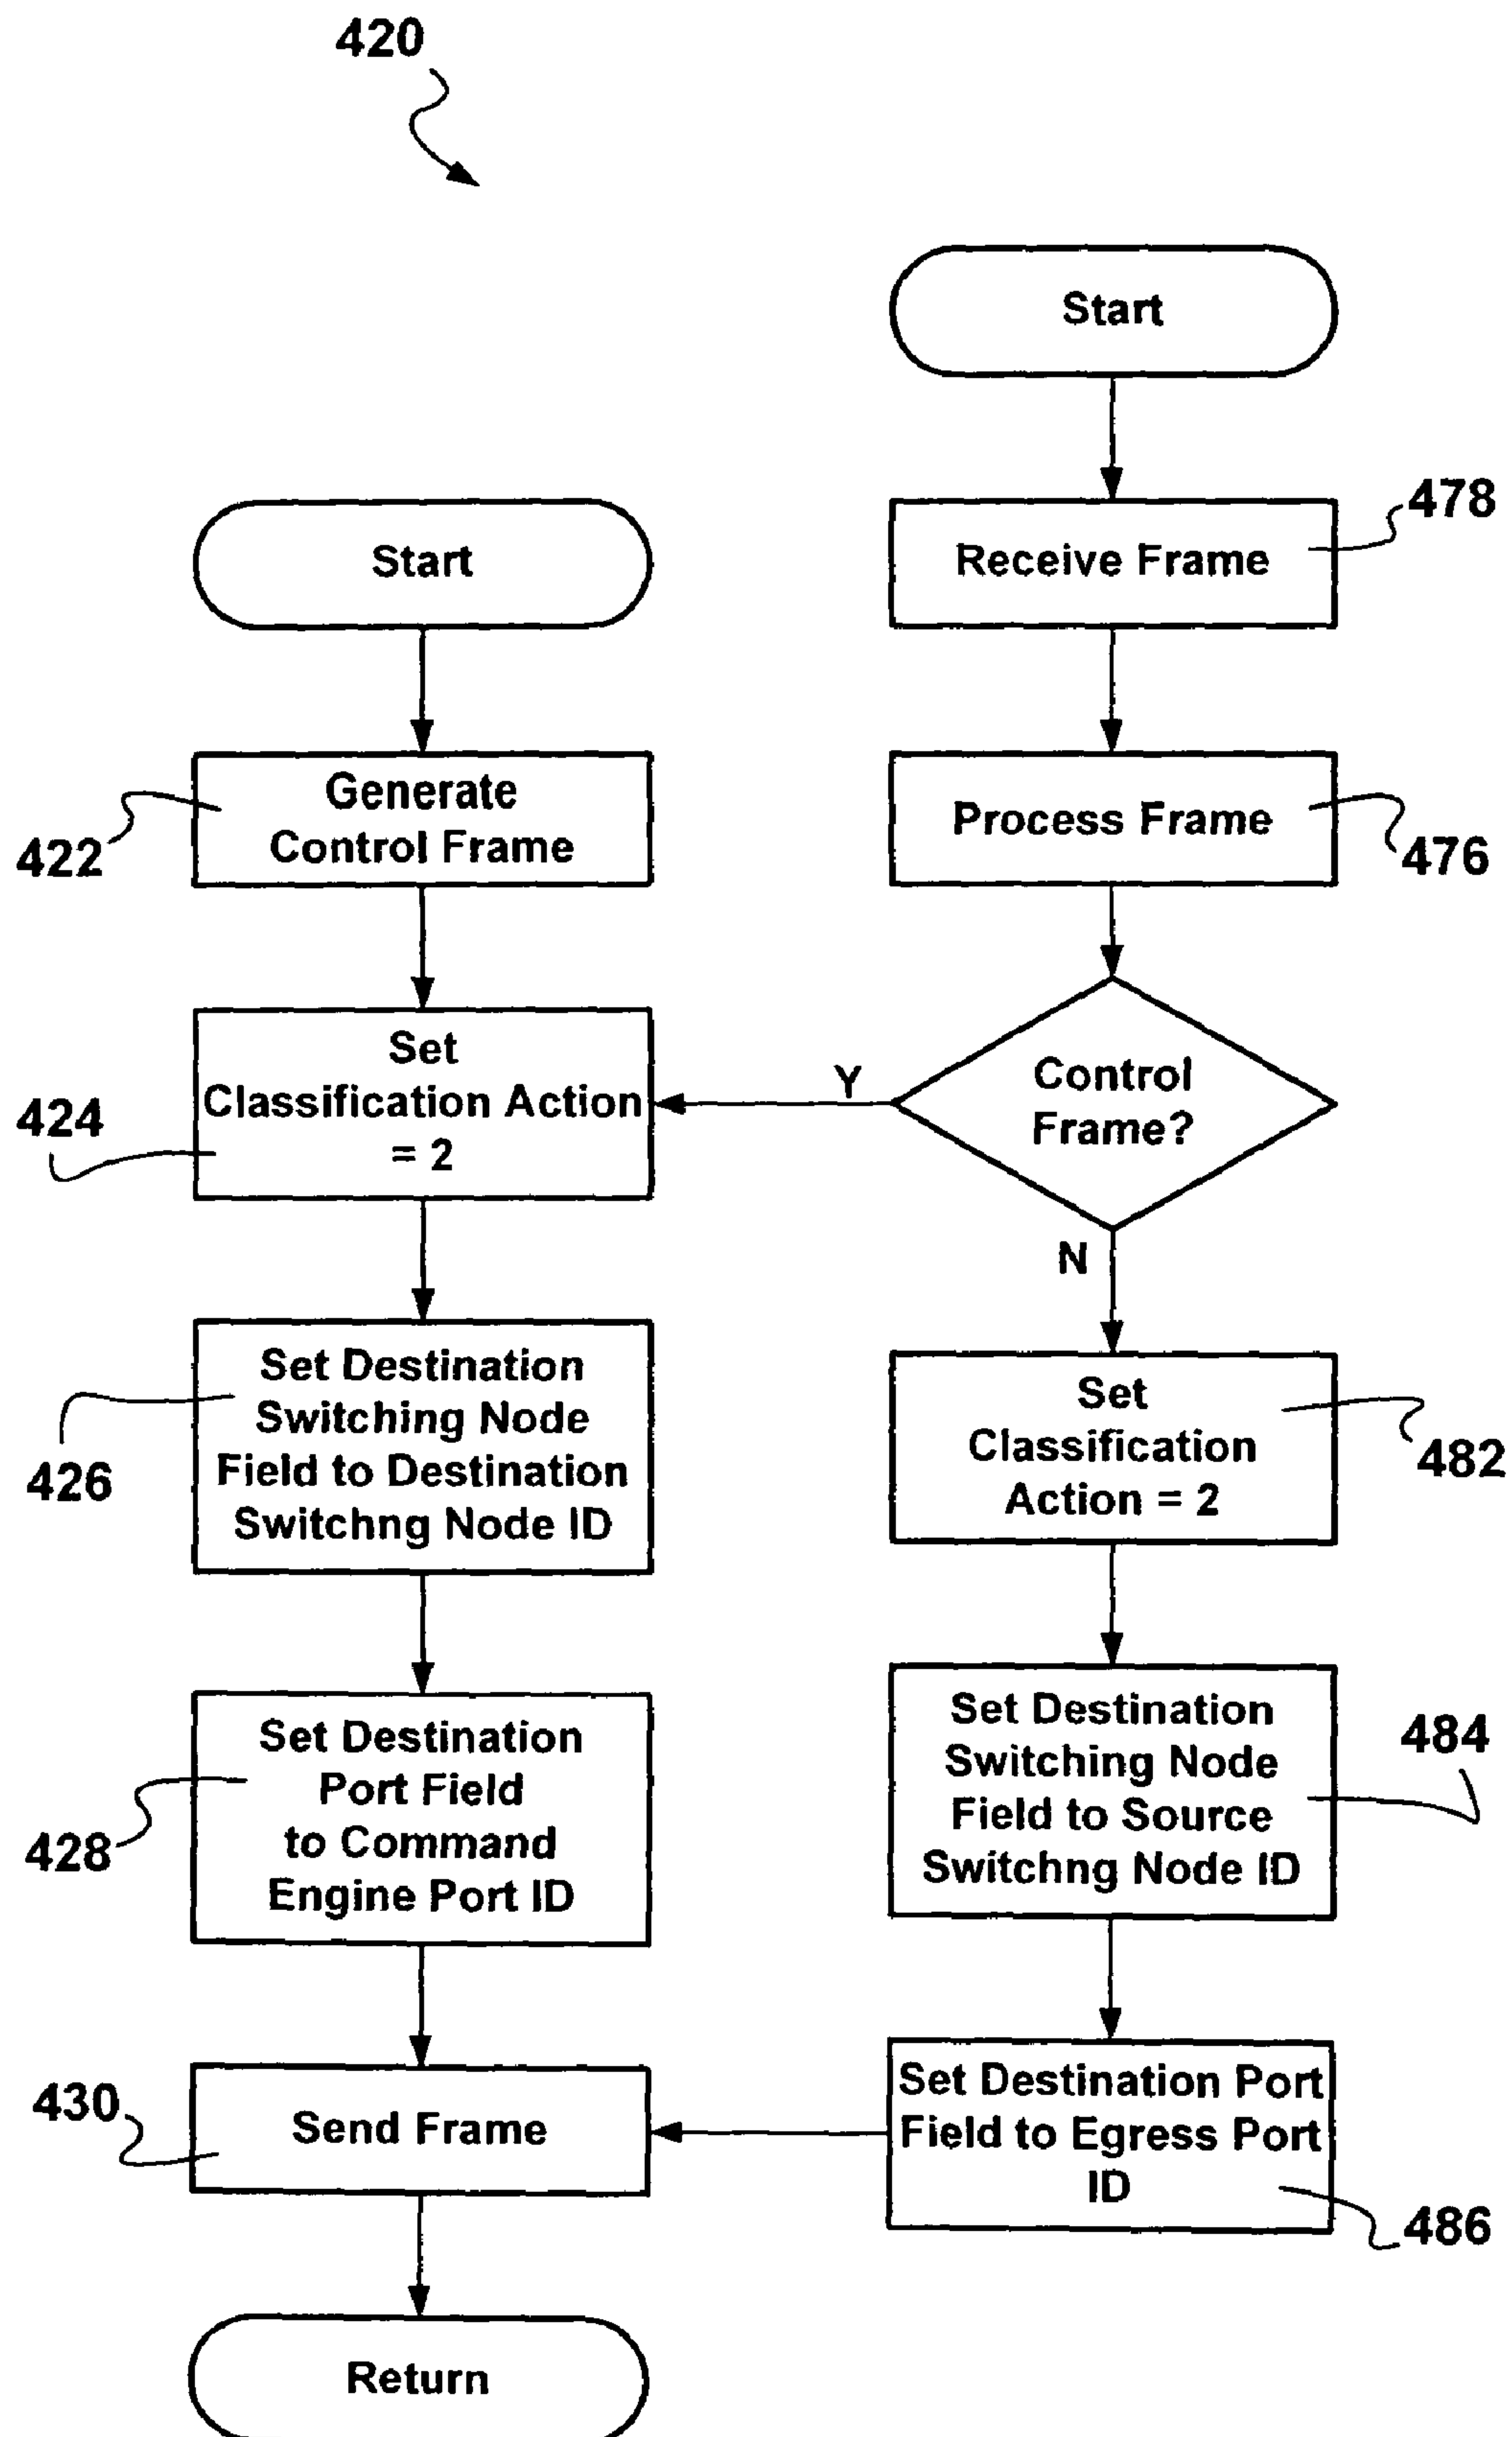 420
Start
Receive Frame
478
Process Frame
476
Control
Frame?
Y
N
Set
Classification
Action = 2
482
Set Destination
Switching Node
Field to Source
Switchng Node ID
484
Set Destination Port
Field to Egress Port
ID
486
Start
Generate
Control Frame
422
Set
Classification Action
= 2
424
Set Destination
Switching Node
Field to Destination
Switchng Node ID
426
Set Destination
Port Field
to Command
Engine Port ID
428
Send Frame
430
Return